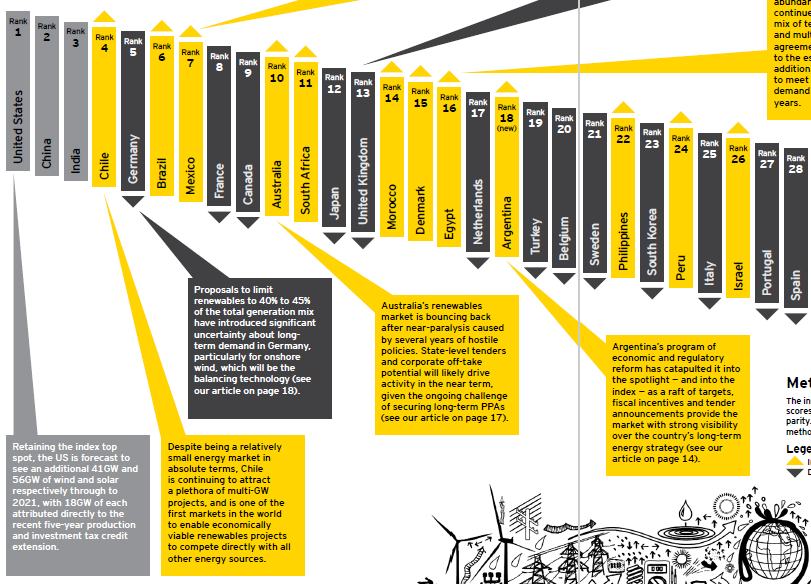 abundan
continue
mix of te
and mult
agreeme
to the es
addition
to meet
demand
years.
Rank
1
United States
Rank
2
China
Rank
3
India
Rank
4
Chile
Rank
5
Germany
Rank
6
Brazil
Rank
7
Mexico
Rank
8
France
Rank
9
Canada
Rank
10
Australia
Rank
11
South Africa
Rank
12
Japan
Rank
13
United Kingdom
Rank
14
Morocco
Rank
15
Denmark
Rank
16
Egypt
Rank
17
Netherlands
Rank
18
(new)
Argentina
Rank
19
Turkey
Rank
20
Belgium
Rank
21
Sweden
Rank
22
Philippines
Rank
23
South Korea
Rank
24
Peru
Rank
25
Italy
Rank
26
Israel
Rank
27
Portugal
Rank
28
Spain
Proposals to limit
renewables to 40% to 45%
of the total generation mix
have introduced significant
uncertainty about long-
term demand in Germany,
particularly for onshore
wind, which will be the
balancing technology (see
our article on page 18).
Australia's renewables
market is bouncing back
after near-paralysis caused
by several years of hostile
policies. State-level tenders
and corporate off-take
potential will likely drive
activity in the near term,
given the ongoing challenge
of securing long-term PPAs
(see our article on page 17).
Argentina's program of
economic and regulatory
reform has catapulted it into
the spotlight — and into the
index — as a raft of targets,
fiscal incentives and tender
announcements provide the
market with strong visibility
over the country's long-term
energy strategy (see our
article on page 14).
Retaining the index top
spot, the US is forecast to
see an additional 41GW and
56GW of wind and solar
respectively through to
2021, with 18GW of each
attributed directly to the
recent five-year production
and investment tax credit
extension.
Despite being a relatively
small energy market in
absolute terms, Chile
is continuing to attract
a plethora of multi-GW
projects, and is one of the
first markets in the world
to enable economically
viable renewables projects
to compete directly with all
other energy sources.
Met
The in
scores
parity.
metho
Lege